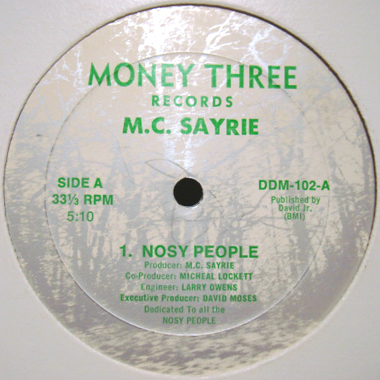 MONEY THREE
RECORDS
M.C. SAYRIE
SIDE A
33⅓ RPM
5:10
DDM-102-A
Published by
David Jr.
(BMI)
1. NOSY PEOPLE
Producer: M.C. SAYRIE
Co-Producer: MICHEAL LOCKETT
Engineer: LARRY OWENS
Executive Producer: DAVID MOSES
Dedicated To all the
NOSY PEOPLE